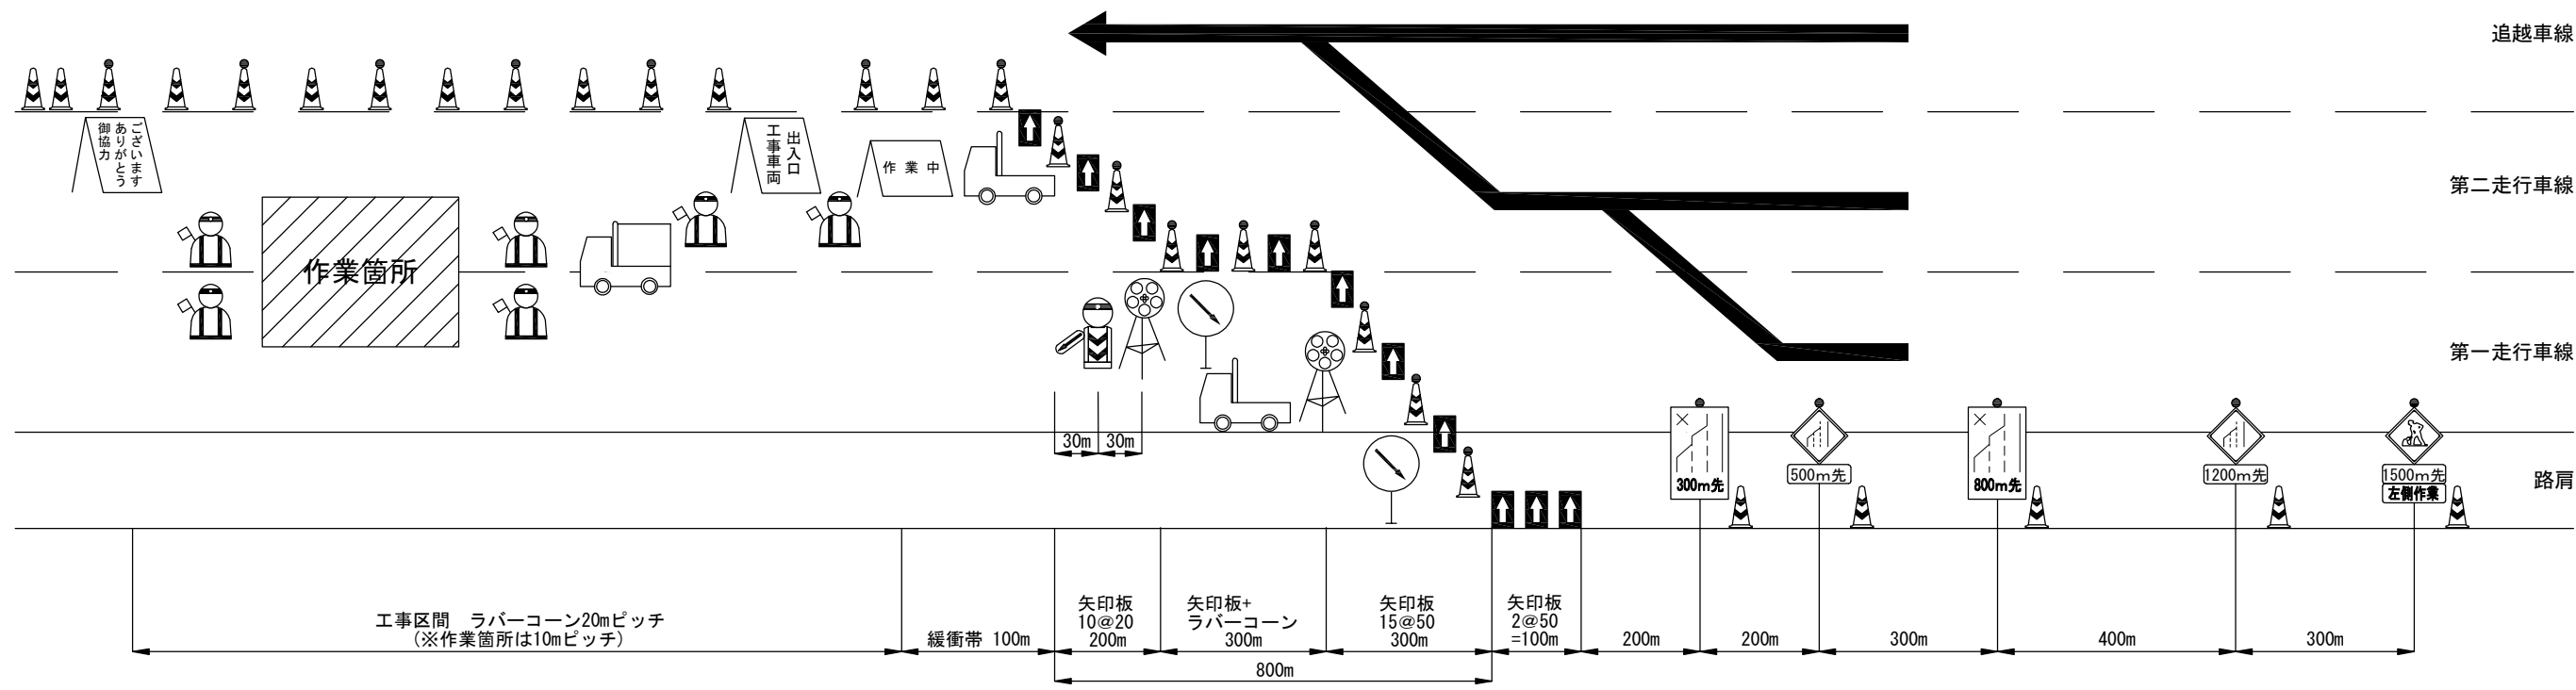 追越車線
第二走行車線
第一走行車線
路肩
御協力
ありがとう
ございます
工事車両
出入口
作業中
作業箇所
30m
30m
300m先
500m先
800m先
1200m先
1500m先
左側作業
工事区間 ラバーコーン20mピッチ
(※作業箇所は10mピッチ)
緩衝帯 100m
矢印板
10@20
200m
矢印板+
ラバーコーン
300m
矢印板
15@50
300m
矢印板
2@50
=100m
200m
200m
300m
400m
300m
800m